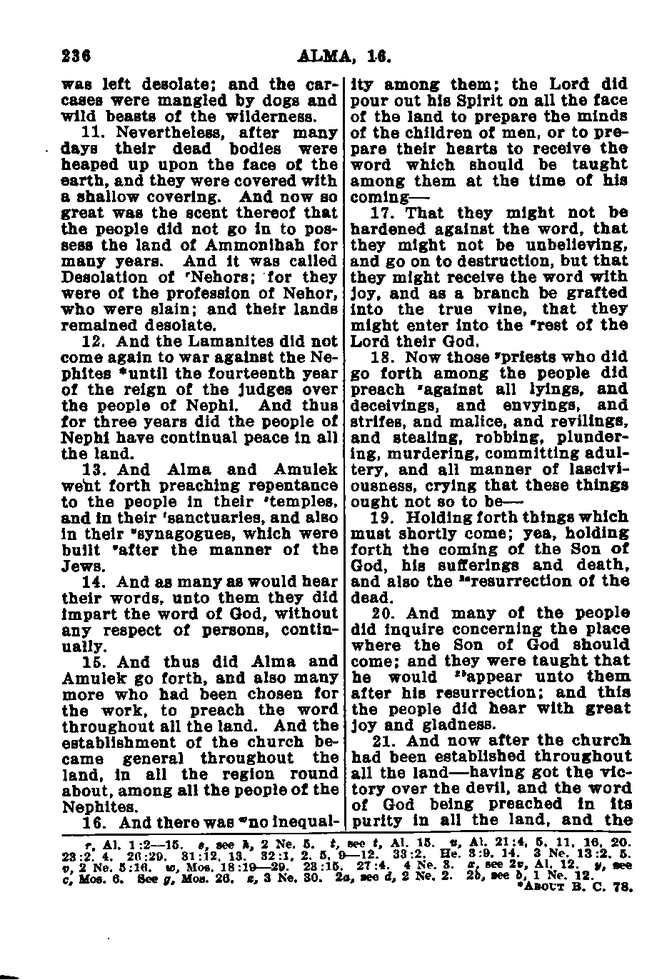 236
ALMA, 16.
was left desolate; and the car-
cases were mangled by dogs and
wild beasts of the wilderness.
11. Nevertheless, after many
days their dead bodies were
heaped up upon the face of the
earth, and they were covered with
a shallow covering. And now so
great was the scent thereof that
the people did not go in to pos-
sess the land of Ammonihah for
many years. And it was called
Desolation of rNehors; for they
were of the profession of Nehor,
who were slain; and their lands
remained desolate.
12. And the Lamanites did not
come again to war against the Ne-
phites *until the fourteenth year
of the reign of the judges over
the people of Nephi. And thus
for three years did the people of
Nephi have continual peace in all
the land.
13. And Alma and Amulek
went forth preaching repentance
to the people in their stemples,
and in their tsanctuaries, and also
in their usynagogues, which were
built vafter the manner of the
Jews.
14. And as many as would hear
their words, unto them they did
impart the word of God, without
any respect of persons, contin-
ually.
15. And thus did Alma and
Amulek go forth, and also many
more who had been chosen for
the work, to preach the word
throughout all the land. And the
establishment of the church be-
came general throughout the
land, in all the region round
about, among all the people of the
Nephites.
16. And there was wno inequal-
ity among them; the Lord did
pour out his Spirit on all the face
of the land to prepare the minds
of the children of men, or to pre-
pare their hearts to receive the
word which should be taught
among them at the time of his
coming—
17. That they might not be
hardened against the word, that
they might not be unbelieving,
and go on to destruction, but that
they might receive the word with
joy, and as a branch be grafted
into the true vine, that they
might enter into the xrest of the
Lord their God.
18. Now those ypriests who did
go forth among the people did
preach zagainst all lyings, and
deceivings, and envyings, and
strifes, and malice, and revilings,
and stealing, robbing, plunder-
ing, murdering, committing adul-
tery, and all manner of lascivi-
ousness, crying that these things
ought not so to be—
19. Holding forth things which
must shortly come; yea, holding
forth the coming of the Son of
God, his sufferings and death,
and also the 2aresurrection of the
dead.
20. And many of the people
did inquire concerning the place
where the Son of God should
come; and they were taught that
he would 2bappear unto them
after his resurrection; and this
the people did hear with great
joy and gladness.
21. And now after the church
had been established throughout
all the land—having got the vic-
tory over the devil, and the word
of God being preached in its
purity in all the land, and the
r, Al. 1:2—15. s, see h, 2 Ne. 5. t, see t, Al. 15. u, Al. 21:4, 5, 11, 16, 20.
23:2, 4. 26:29. 31:12, 13. 32:1, 2, 5, 9—12. 33:2. He. 3:9, 14. 3 Ne. 13:2, 5.
v, 2 Ne. 5:16. w, Mos. 18:19—29. 23:15. 27:4. 4 Ne. 3. x, see 2v, Al. 12. y, see
c, Mos. 6. See g, Mos. 26. z, 3 Ne. 30. 2a, see d, 2 Ne. 2. 2b, see b, 1 Ne. 12.
*ABOUT B. C. 78.